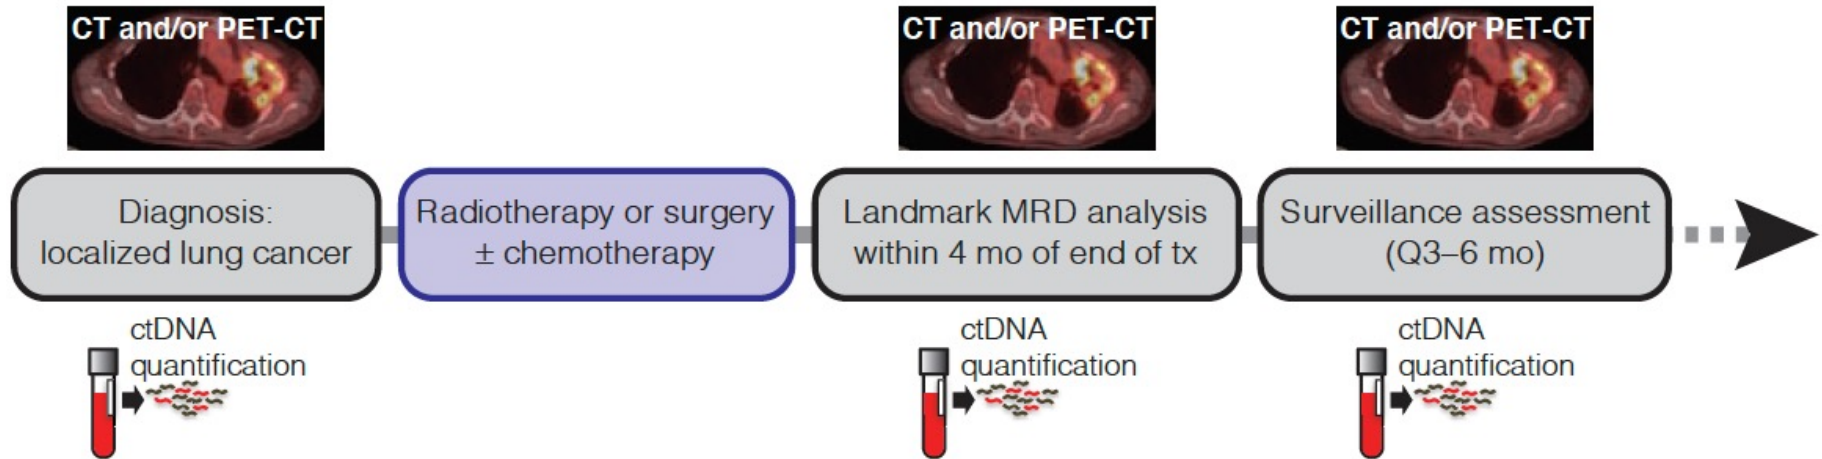 CT and/or PET-CT
CT and/or PET-CT
CT and/or PET-CT
Diagnosis:
localized lung cancer
Radiotherapy or surgery
± chemotherapy
Landmark MRD analysis
within 4 mo of end of tx
Surveillance assessment
(Q3–6 mo)
ctDNA
quantification
ctDNA
quantification
ctDNA
quantification